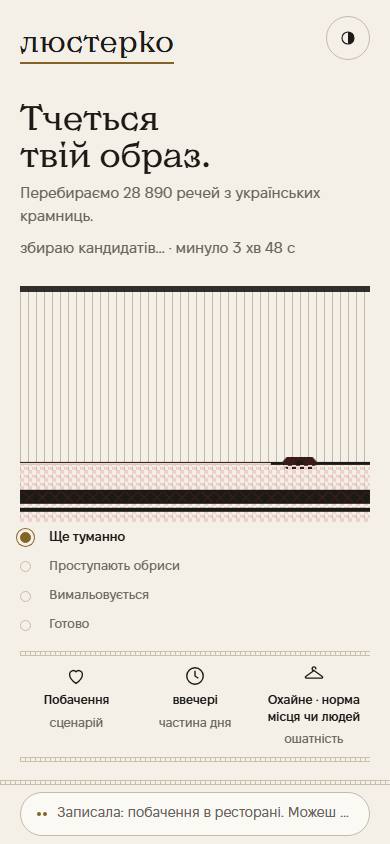 люстерко
Тчеться
твій образ.
Перебираємо 28 890 речей з українських
крамниць.
збираю кандидатів... · минуло 3 хв 48 с
Ще туманно
Проступають обриси
Вимальовується
Готово
Побачення
сценарій
ввечері
частина дня
Охайне · норма
місця чи людей
ошатність
Записала: побачення в ресторані. Можеш ...